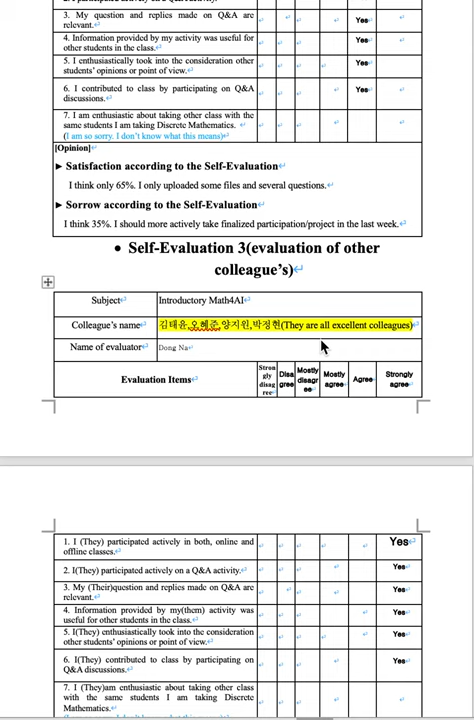 3. My question and replies made on Q&A are
relevant.
Yes
4. Information provided by my activity was useful for
other students in the class.
Yes
5. I enthusiastically took into the consideration other
students' opinions or point of view.
Yes
6. I contributed to class by participating on Q&A
discussions.
Yes
7. I am enthusiastic about taking other class with the
same students I am taking Discrete Mathematics.
(I am so sorry. I don't know what this means)
[Opinion]
► Satisfaction according to the Self-Evaluation
I think only 65%. I only uploaded some files and several questions.
► Sorrow according to the Self-Evaluation
I think 35%. I should more actively take finalized participation/project in the last week.
• Self-Evaluation 3(evaluation of other
colleague's)
Subject
Introductory Math4AI
Colleague's name
김태윤,오혜준,양지원,박정현(They are all excellent colleagues)
Name of evaluator
Dong Na
Evaluation Items
Stron
gly
disag
ree
Disa
gree
Mostly
disagr
ee
Mostly
agree
Agree
Strongly
agree
1. I (They) participated actively in both, online and
offline classes.
Yes
2. I(They) participated actively on a Q&A activity.
Yes
3. My (Their)question and replies made on Q&A are
relevant.
Yes
4. Information provided by my(them) activity was
useful for other students in the class.
Yes
5. I(They) enthusiastically took into the consideration
other students' opinions or point of view.
Yes
6. I(They) contributed to class by participating on
Q&A discussions.
Yes
7. I (They)am enthusiastic about taking other class
with the same students I am taking Discrete
Mathematics.